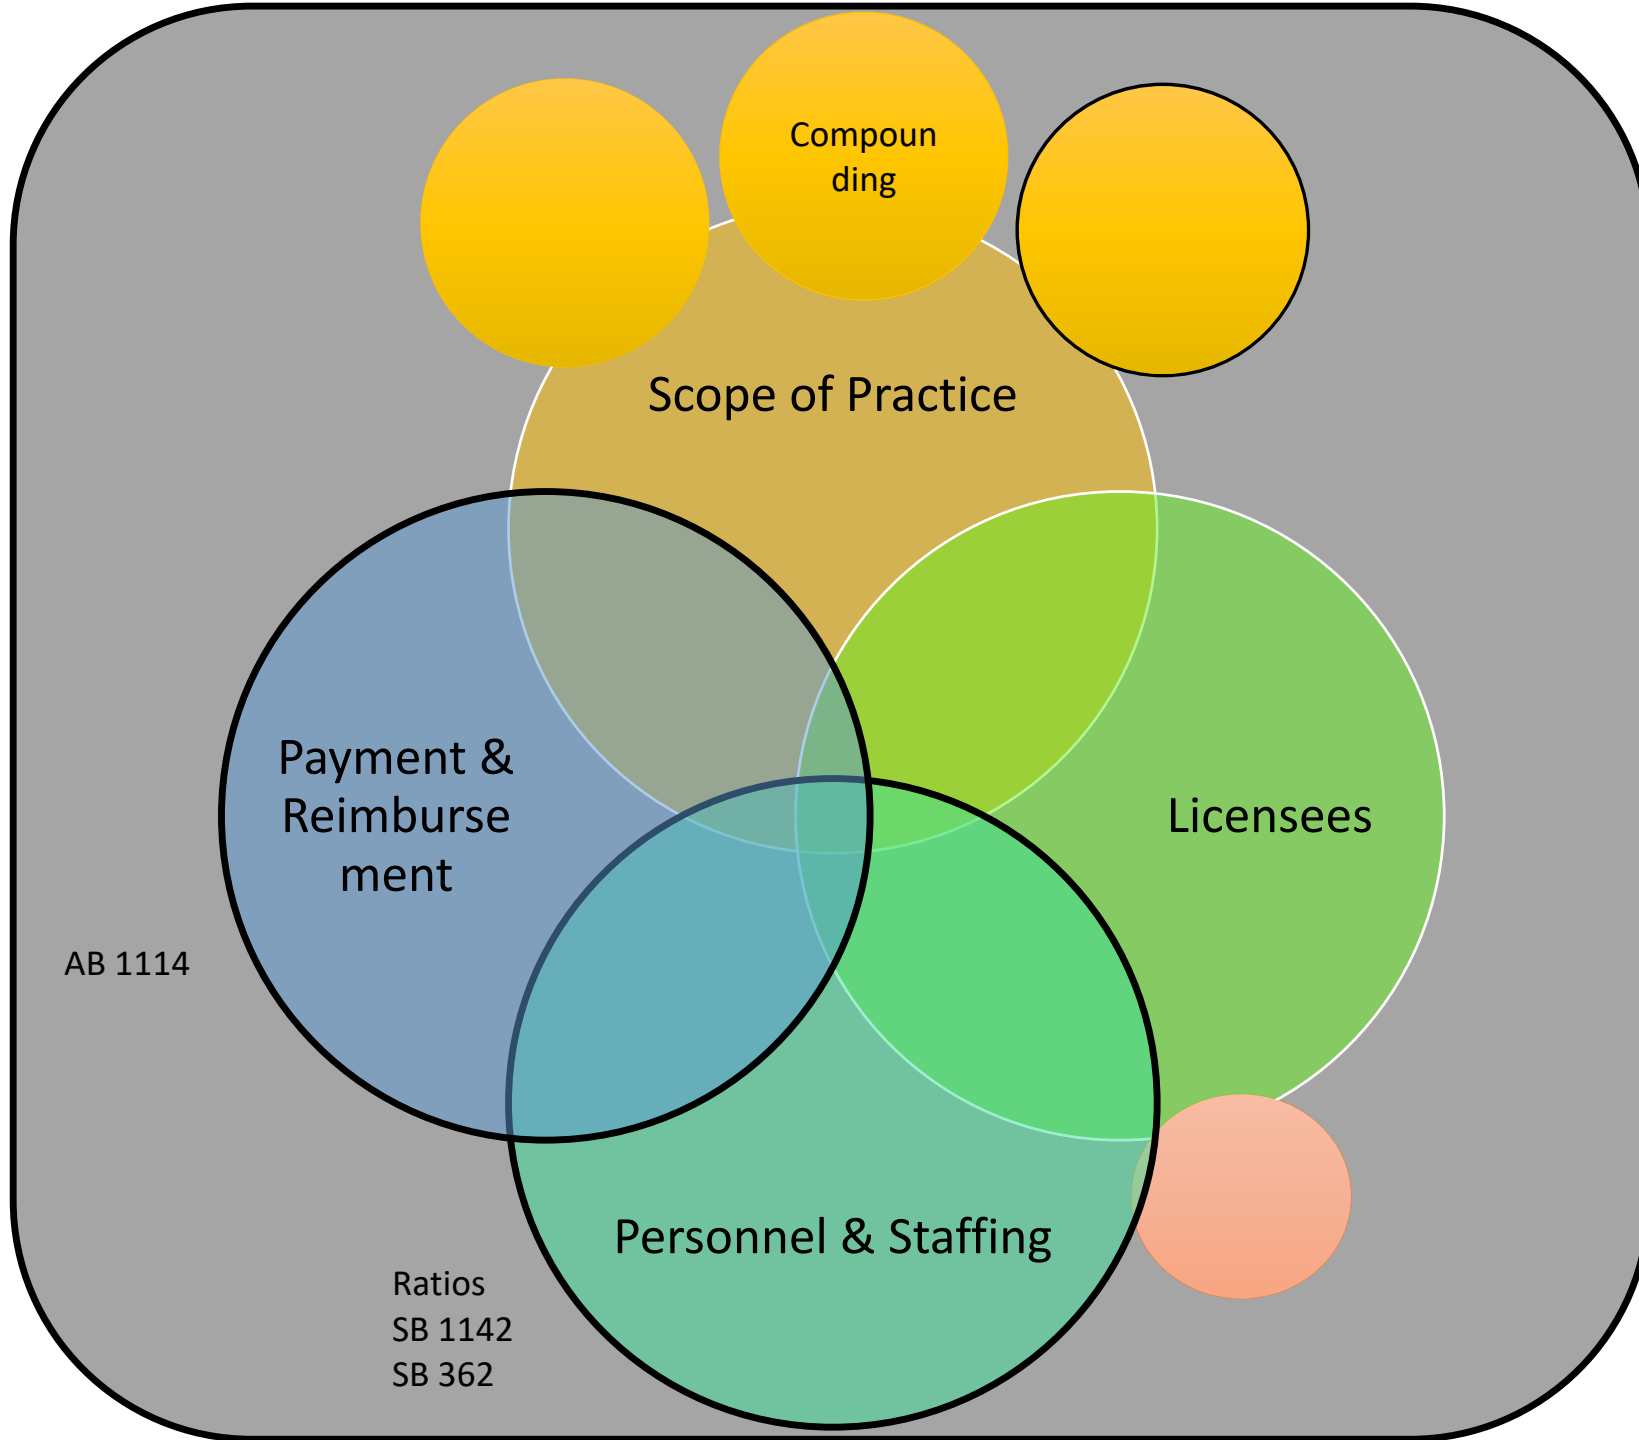 Compoun
ding
Scope of Practice
Payment &
Reimburse
ment
Licensees
AB 1114
Personnel & Staffing
Ratios
SB 1142
SB 362